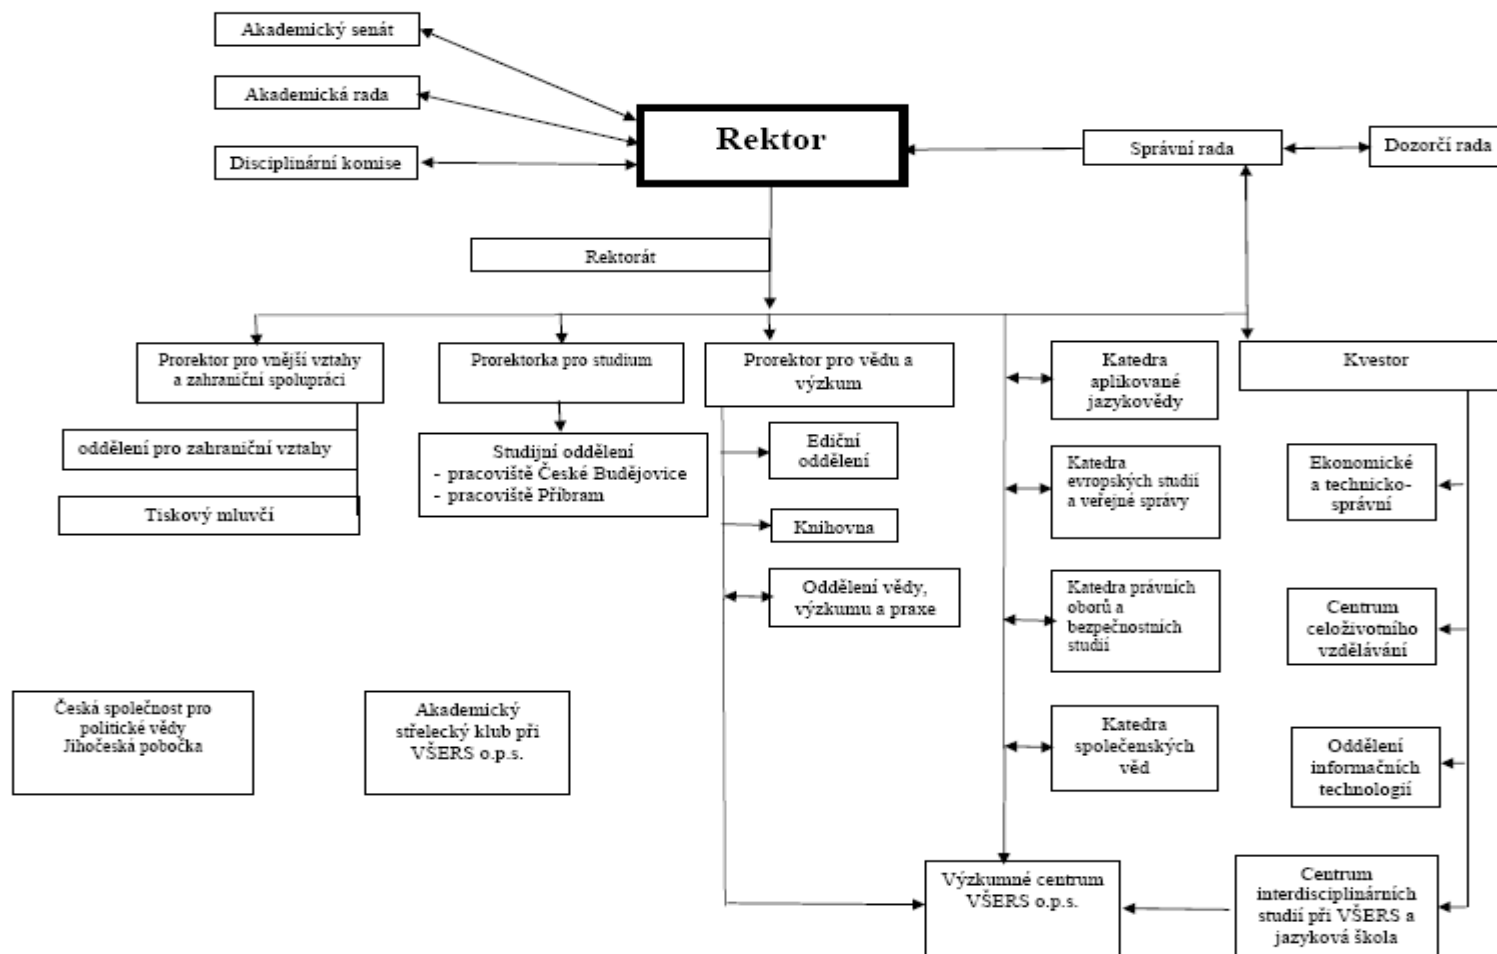 Akademický senát
Akademická rada
Disciplinární komise
Rektor
Správní rada
Dozorčí rada
Rektorát
Prorektor pro vnější vztahy
a zahraniční spolupráci
Prorektorka pro studium
Prorektor pro vědu a
výzkum
Katedra
aplikované
jazykovědy
Kvestor
oddělení pro zahraniční vztahy
Tiskový mluvčí
Studijní oddělení
- pracoviště České Budějovice
- pracoviště Příbram
Ediční
oddělení
Knihovna
Oddělení vědy,
výzkumu a praxe
Katedra
evropských studií
a veřejné správy
Ekonomické
a technicko-
správní
Katedra právních
oborů a
bezpečnostních
studií
Centrum
celoživotního
vzdělávání
Česká společnost pro
politické vědy
Jihočeská pobočka
Akademický
střelecký klub při
VŠERS o.p.s.
Katedra
společenských
věd
Oddělení
informačních
technologií
Výzkumné centrum
VŠERS o.p.s.
Centrum
interdisciplinárních
studií při VŠERS a
jazyková škola